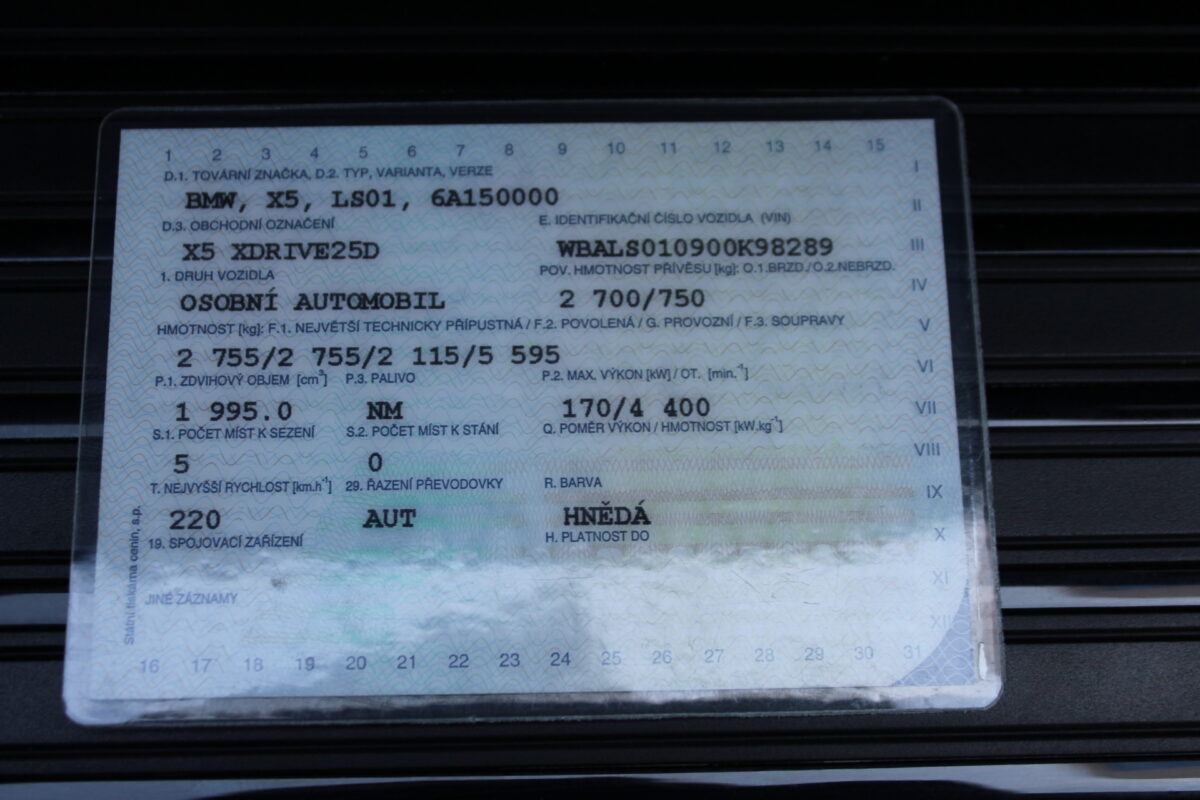 1 2 3 4 5 6 7 8 9 10 11 12 13 14 15
I
D.1. TOVÁRNÍ ZNAČKA, D.2. TYP, VARIANTA, VERZE
BMW, X5, LS01, 6A150000
II
D.3. OBCHODNÍ OZNAČENÍ E. IDENTIFIKAČNÍ ČÍSLO VOZIDLA (VIN)
X5 XDRIVE25D WBALS010900K98289 III
1. DRUH VOZIDLA POV. HMOTNOST PŘÍVĚSU [kg]: O.1.BRZD./O.2.NEBRZD.
OSOBNÍ AUTOMOBIL 2 700/750 IV
HMOTNOST [kg]: F.1. NEJVĚTŠÍ TECHNICKY PŘÍPUSTNÁ / F.2. POVOLENÁ / G. PROVOZNÍ / F.3. SOUPRAVY V
2 755/2 755/2 115/5 595
VI
P.1. ZDVIHOVÝ OBJEM [cm³] P.3. PALIVO P.2. MAX. VÝKON [kW] / OT. [min.⁻¹]
1 995.0 NM 170/4 400 VII
S.1. POČET MÍST K SEZENÍ S.2. POČET MÍST K STÁNÍ Q. POMĚR VÝKON / HMOTNOST [kW.kg⁻¹]
5 0 VIII
T. NEJVYŠŠÍ RYCHLOST [km.h⁻¹] 29. ŘAZENÍ PŘEVODOVKY R. BARVA
IX
220 AUT HNĚDÁ
19. SPOJOVACÍ ZAŘÍZENÍ H. PLATNOST DO X
XI
JINÉ ZÁZNAMY
XII
16 17 18 19 20 21 22 23 24 25 26 27 28 29 30 31
Státní tiskárna cenin, s.p.